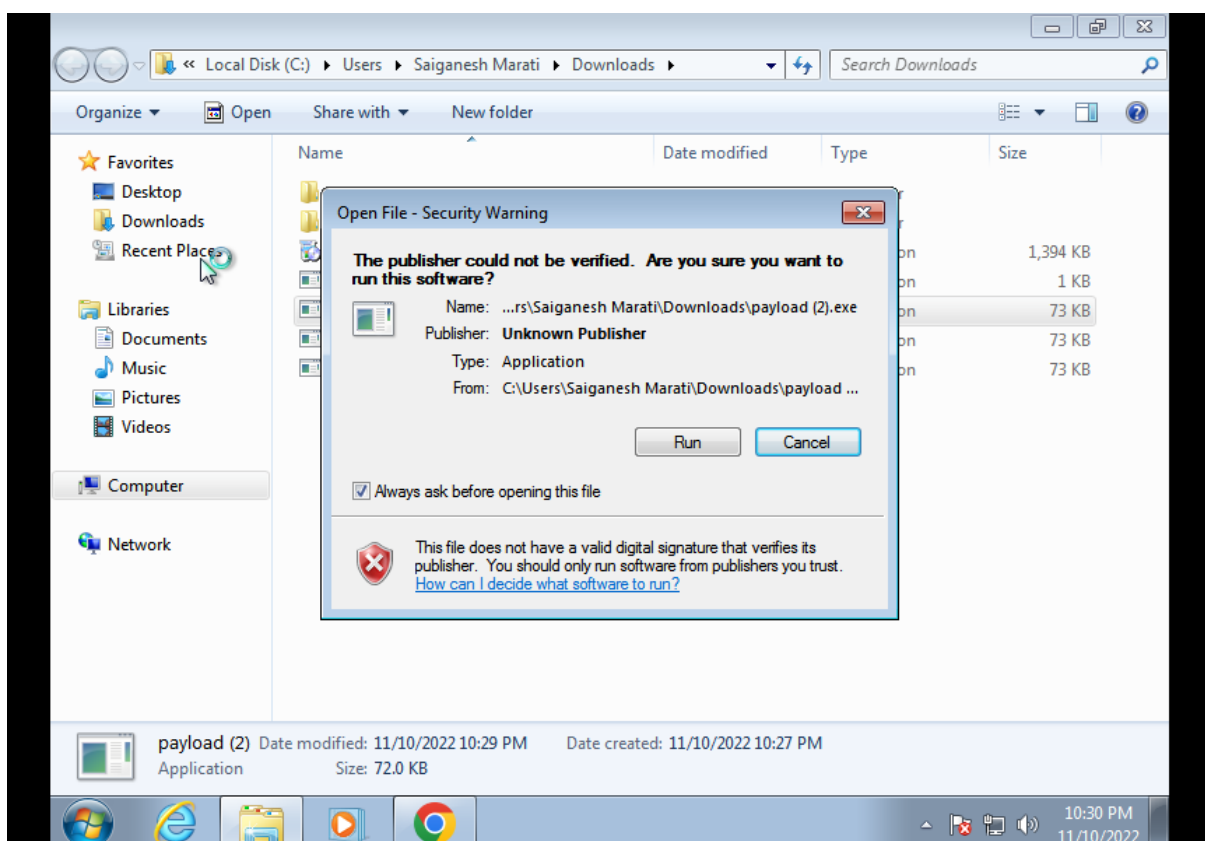 « Local Disk (C:) ▸ Users ▸ Saiganesh Marati ▸ Downloads ▸
Search Downloads
Organize ▾ Open Share with ▾ New folder
Name Date modified Type Size
Favorites
Desktop
Downloads
Recent Places
Libraries
Documents
Music
Pictures
Videos
Computer
Network
1,394 KB
1 KB
73 KB
73 KB
73 KB
Open File - Security Warning
The publisher could not be verified. Are you sure you want to
run this software?
Name: ...rs\Saiganesh Marati\Downloads\payload (2).exe
Publisher: Unknown Publisher
Type: Application
From: C:\Users\Saiganesh Marati\Downloads\payload ...
Run Cancel
Always ask before opening this file
This file does not have a valid digital signature that verifies its
publisher. You should only run software from publishers you trust.
How can I decide what software to run?
payload (2) Date modified: 11/10/2022 10:29 PM Date created: 11/10/2022 10:27 PM
Application Size: 72.0 KB
10:30 PM
11/10/2022